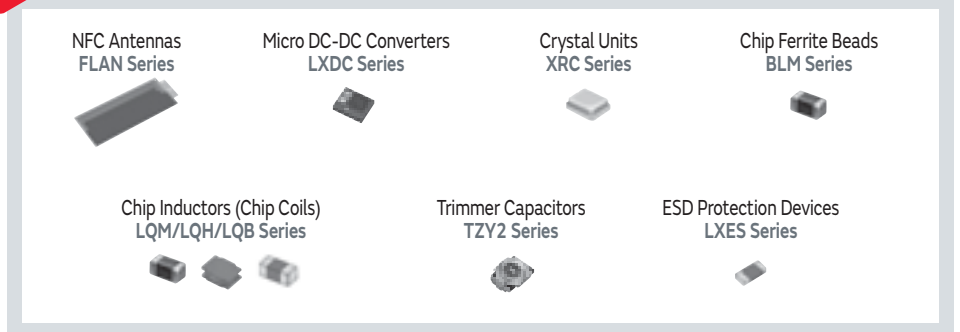 NFC Antennas
FLAN Series
Micro DC-DC Converters
LXDC Series
Crystal Units
XRC Series
Chip Ferrite Beads
BLM Series
Chip Inductors (Chip Coils)
LQM/LQH/LQB Series
Trimmer Capacitors
TZY2 Series
ESD Protection Devices
LXES Series